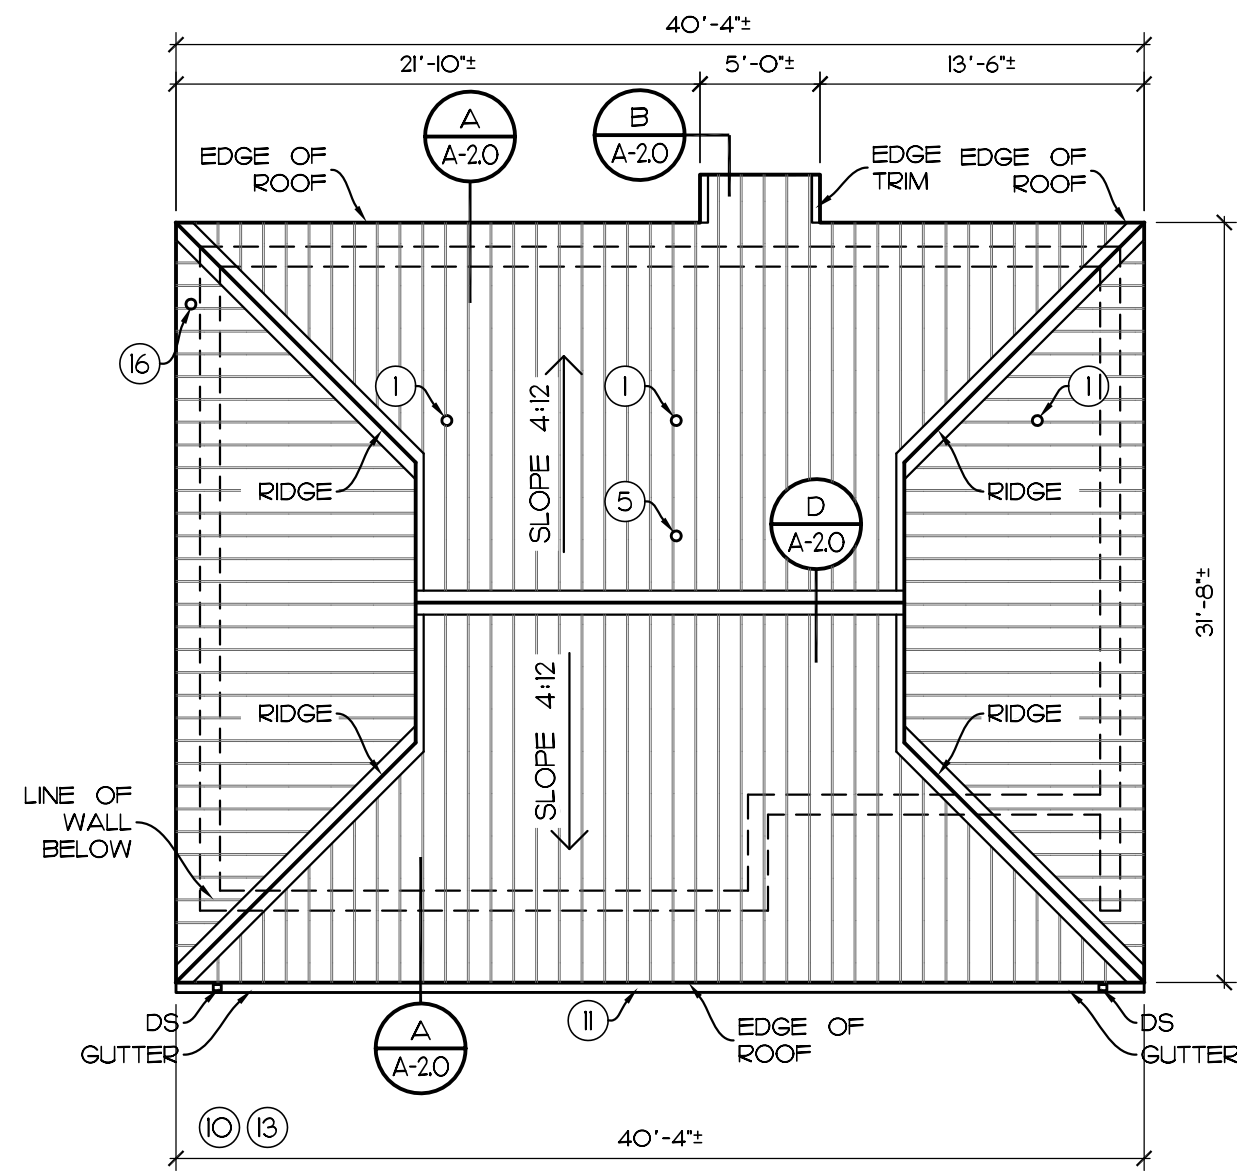 40'-4"±
21'-10"±
5'-0"±
13'-6"±
A
A-2.0
B
A-2.0
EDGE OF
ROOF
EDGE
TRIM
EDGE OF
ROOF
16
1
1
11
SLOPE 4:12
RIDGE
RIDGE
5
D
A-2.0
31'-8"±
SLOPE 4:12
RIDGE
RIDGE
LINE OF
WALL
BELOW
DS
GUTTER
A
A-2.0
11
EDGE OF
ROOF
DS
GUTTER
10
13
40'-4"±